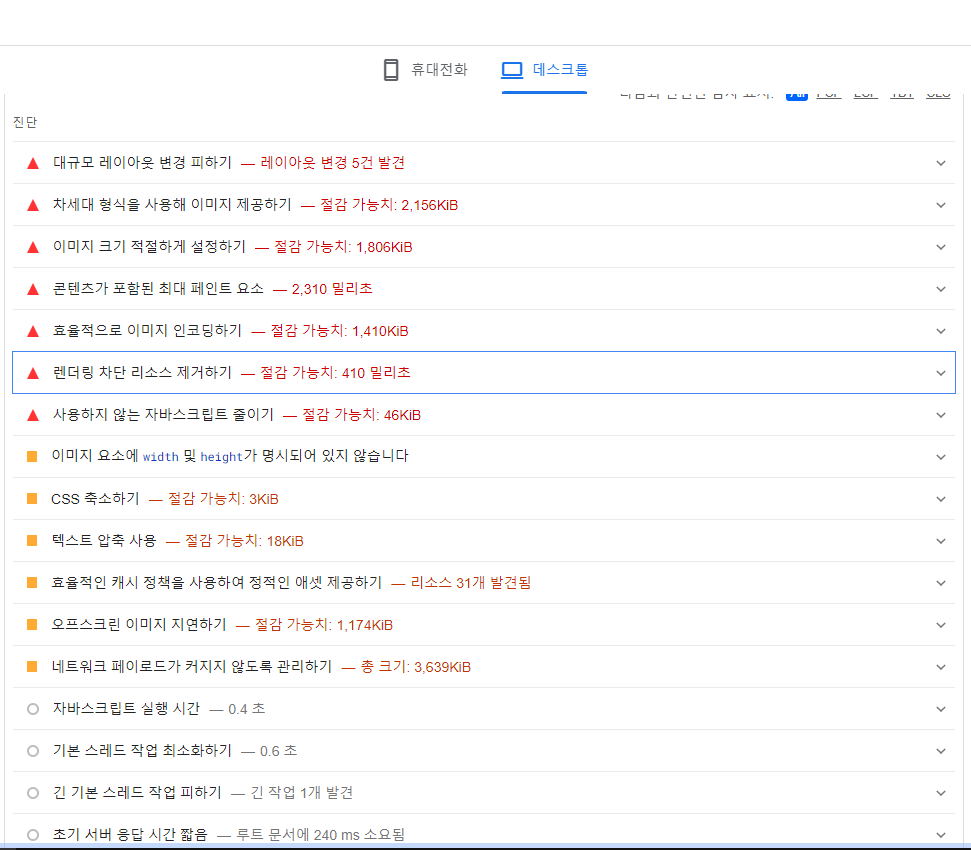 휴대전화 데스크톱
진단
대규모 레이아웃 변경 피하기 — 레이아웃 변경 5건 발견
차세대 형식을 사용해 이미지 제공하기 — 절감 가능치: 2,156KiB
이미지 크기 적절하게 설정하기 — 절감 가능치: 1,806KiB
콘텐츠가 포함된 최대 페인트 요소 — 2,310 밀리초
효율적으로 이미지 인코딩하기 — 절감 가능치: 1,410KiB
렌더링 차단 리소스 제거하기 — 절감 가능치: 410 밀리초
사용하지 않는 자바스크립트 줄이기 — 절감 가능치: 46KiB
이미지 요소에 width 및 height가 명시되어 있지 않습니다
CSS 축소하기 — 절감 가능치: 3KiB
텍스트 압축 사용 — 절감 가능치: 18KiB
효율적인 캐시 정책을 사용하여 정적인 애셋 제공하기 — 리소스 31개 발견됨
오프스크린 이미지 지연하기 — 절감 가능치: 1,174KiB
네트워크 페이로드가 커지지 않도록 관리하기 — 총 크기: 3,639KiB
자바스크립트 실행 시간 — 0.4 초
기본 스레드 작업 최소화하기 — 0.6 초
긴 기본 스레드 작업 피하기 — 긴 작업 1개 발견
초기 서버 응답 시간 짧음 — 루트 문서에 240 ms 소요됨